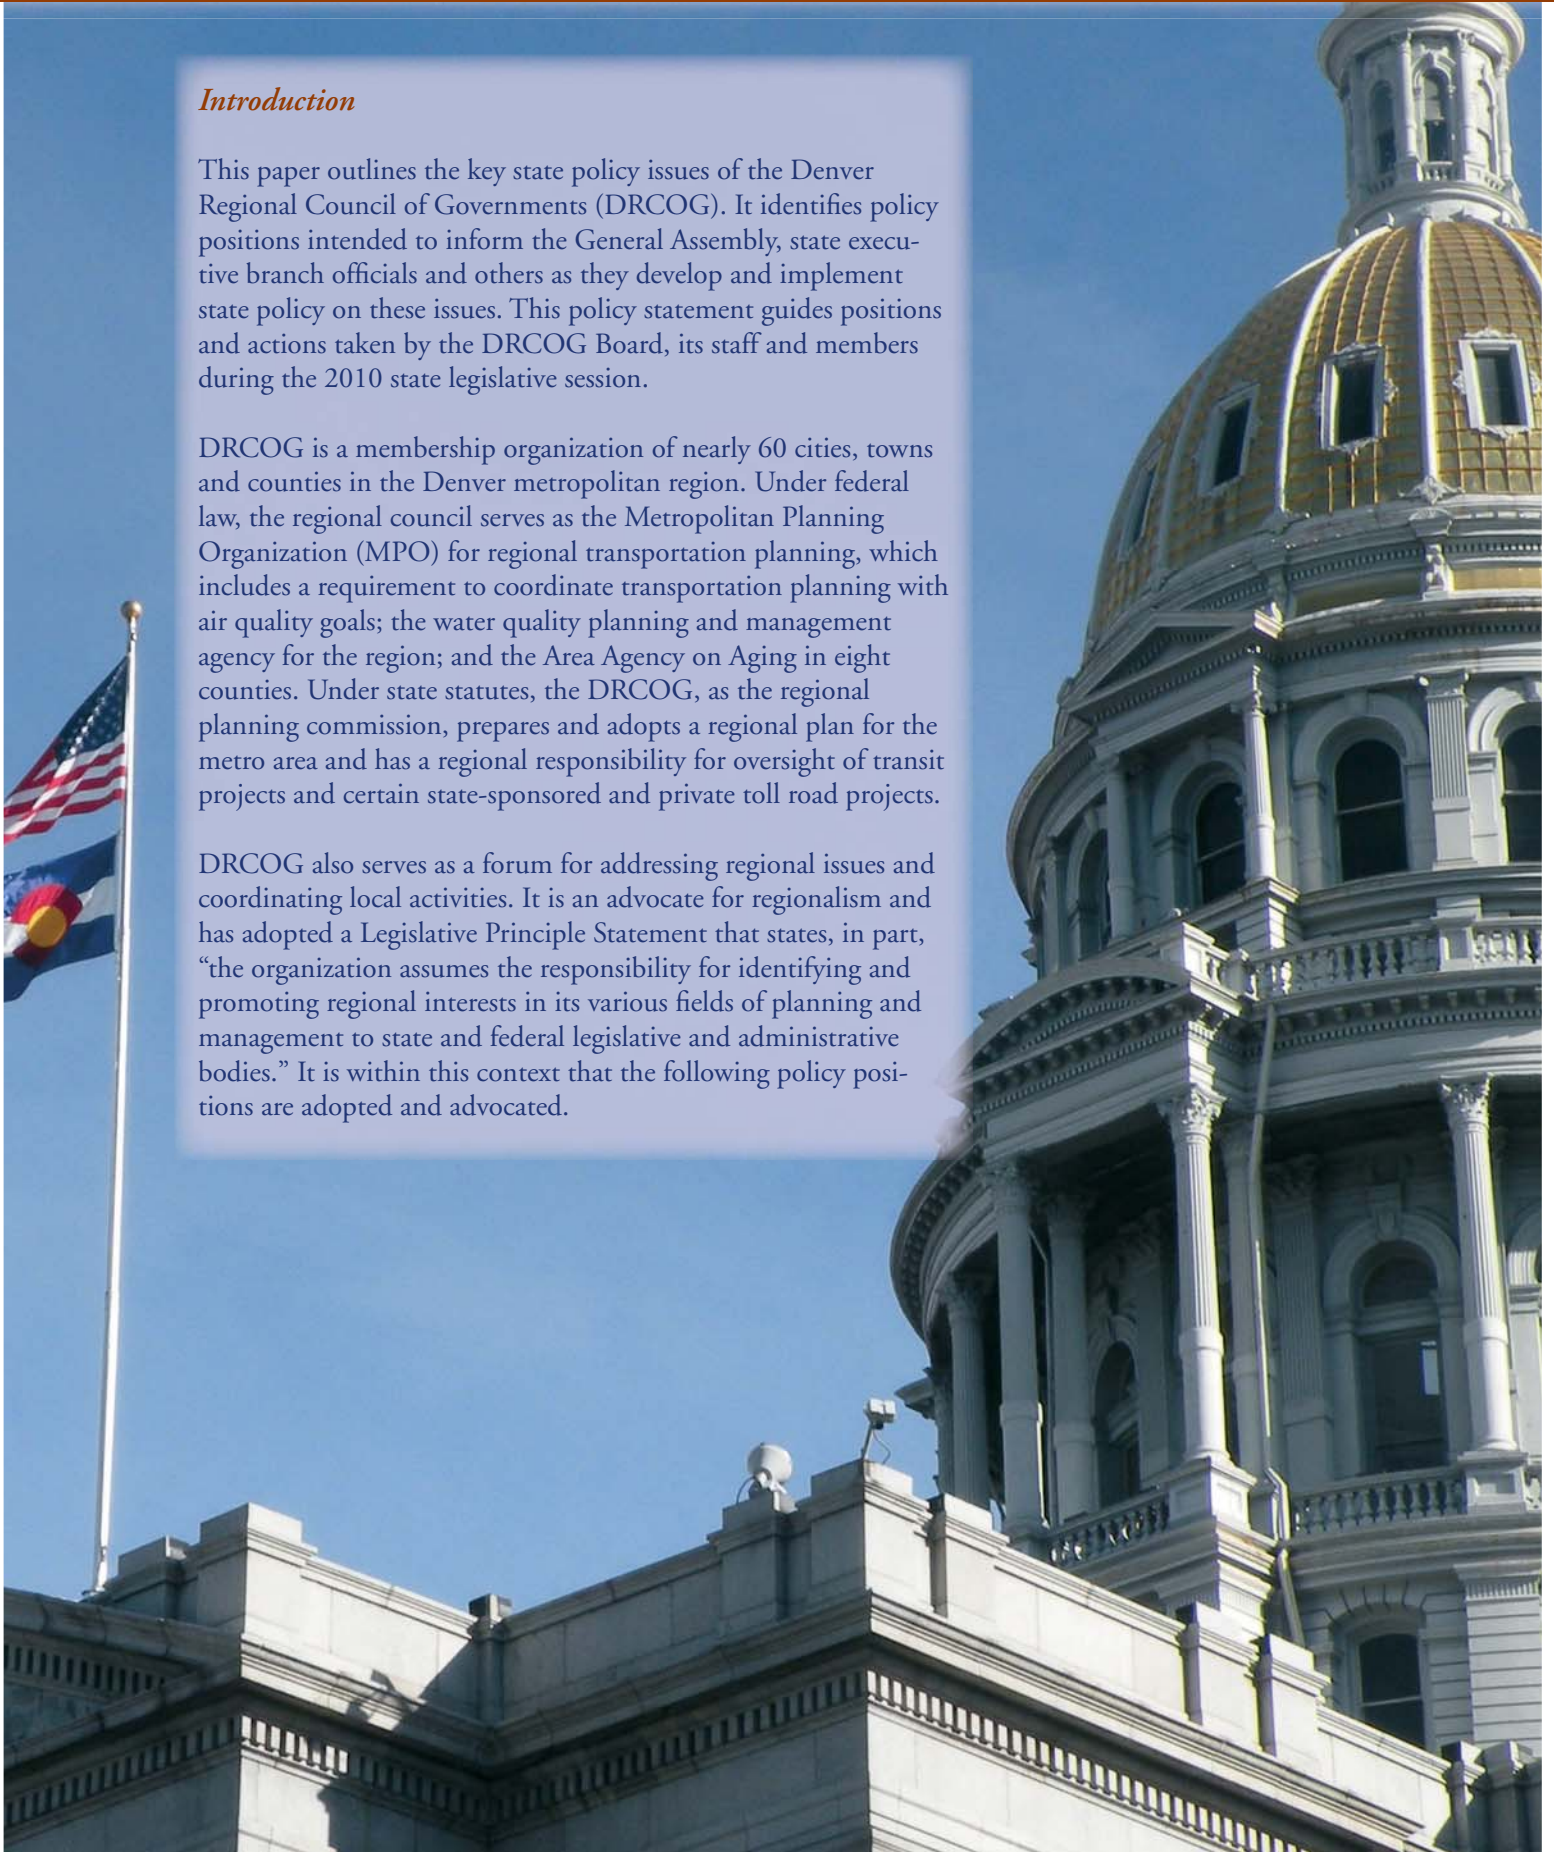 Introduction
This paper outlines the key state policy issues of the Denver
Regional Council of Governments (DRCOG). It identifies policy
positions intended to inform the General Assembly, state execu-
tive branch officials and others as they develop and implement
state policy on these issues. This policy statement guides positions
and actions taken by the DRCOG Board, its staff and members
during the 2010 state legislative session.
DRCOG is a membership organization of nearly 60 cities, towns
and counties in the Denver metropolitan region. Under federal
law, the regional council serves as the Metropolitan Planning
Organization (MPO) for regional transportation planning, which
includes a requirement to coordinate transportation planning with
air quality goals; the water quality planning and management
agency for the region; and the Area Agency on Aging in eight
counties. Under state statutes, the DRCOG, as the regional
planning commission, prepares and adopts a regional plan for the
metro area and has a regional responsibility for oversight of transit
projects and certain state-sponsored and private toll road projects.
DRCOG also serves as a forum for addressing regional issues and
coordinating local activities. It is an advocate for regionalism and
has adopted a Legislative Principle Statement that states, in part,
“the organization assumes the responsibility for identifying and
promoting regional interests in its various fields of planning and
management to state and federal legislative and administrative
bodies.” It is within this context that the following policy posi-
tions are adopted and advocated.